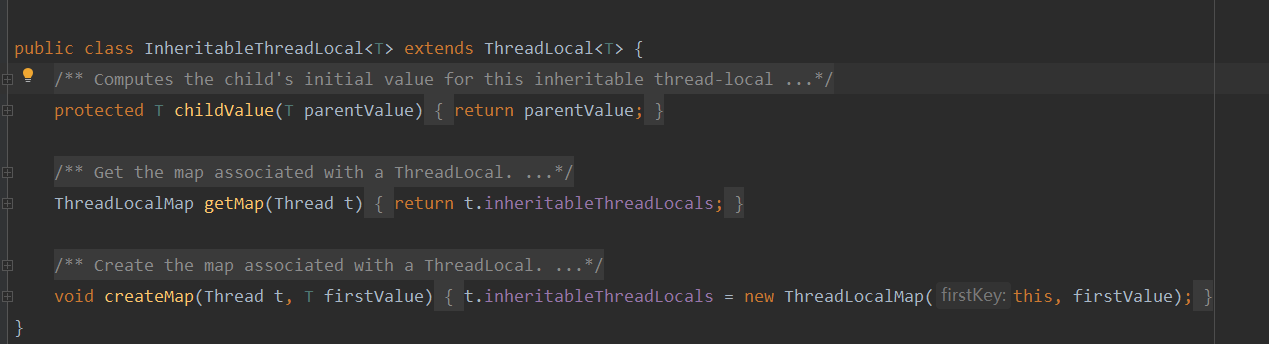 public class InheritableThreadLocal<T> extends ThreadLocal<T> {
/** Computes the child's initial value for this inheritable thread-local ...*/
protected T childValue(T parentValue) { return parentValue; }
/** Get the map associated with a ThreadLocal. ...*/
ThreadLocalMap getMap(Thread t) { return t.inheritableThreadLocals; }
/** Create the map associated with a ThreadLocal. ...*/
void createMap(Thread t, T firstValue) { t.inheritableThreadLocals = new ThreadLocalMap( firstKey: this, firstValue); }
}